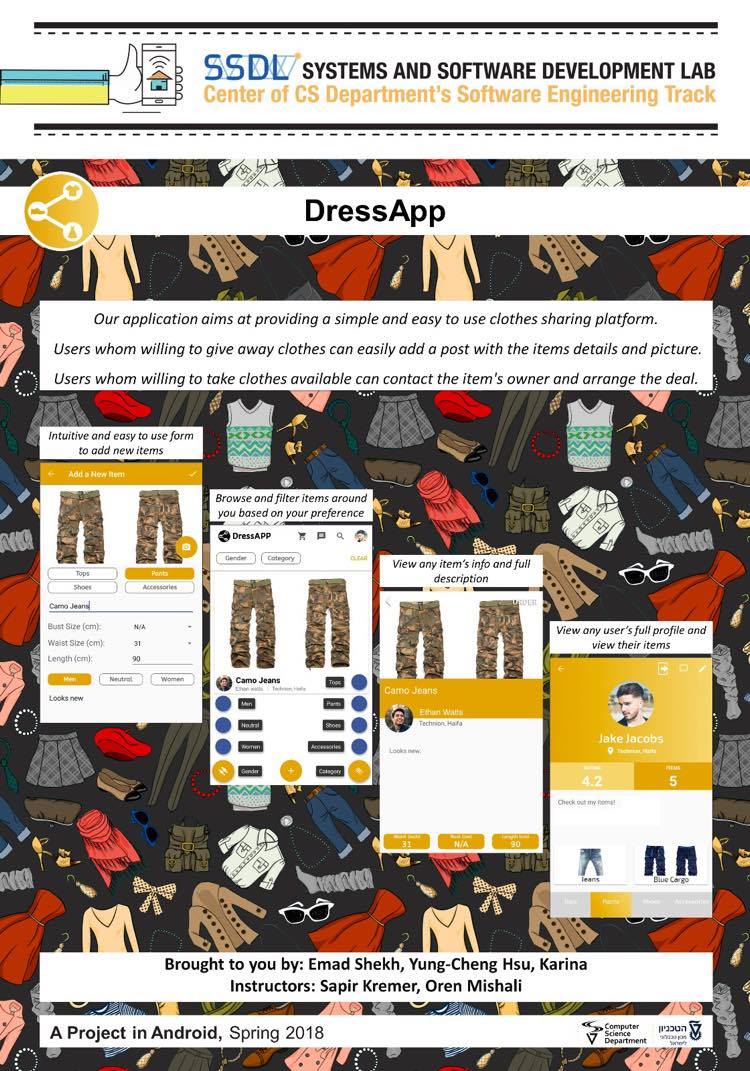 SSDL SYSTEMS AND SOFTWARE DEVELOPMENT LAB
Center of CS Department's Software Engineering Track
DressApp
Our application aims at providing a simple and easy to use clothes sharing platform.
Users whom willing to give away clothes can easily add a post with the items details and picture.
Users whom willing to take clothes available can contact the item's owner and arrange the deal.
Intuitive and easy to use form
to add new items
Add a New Item
Tops
Pants
Shoes
Accessories
Camo Jeans
Bust Size (cm): N/A
Waist Size (cm): 31
Length (cm): 90
Men
Neutral
Women
Looks new
Browse and filter items around
you based on your preference
DressAPP
Gender
Category
CLEAR
Camo Jeans
Ethan watts | Technion, Haifa
Tops
Men
Pants
Neutral
Shoes
Women
Accessories
Gender
Category
View any item's info and full
description
Camo Jeans
Ethan Watts
Technion, Haifa
Looks new.
31
N/A
90
View any user's full profile and
view their items
Jake Jacobs
Technion, Haifa
RATING
ITEMS
4.2
5
Check out my items!
Jeans
Blue Cargo
Tops
Pants
Shoes
Accessories
Brought to you by: Emad Shekh, Yung-Cheng Hsu, Karina
Instructors: Sapir Kremer, Oren Mishali
A Project in Android, Spring 2018
Computer
Science
Department
הטכניון
מכון טכנולוגי
לישראל